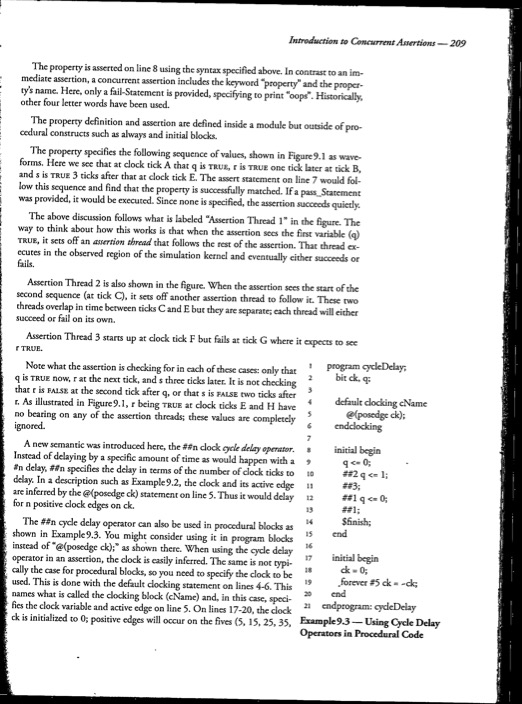 Introduction to Concurrent Assertions — 209
The property is asserted on line 8 using the syntax specified above. In contrast to an im-
mediate assertion, a concurrent assertion includes the keyword "property" and the proper-
ty's name. Here, only a fail-Statement is provided, specifying to print "oops". Historically,
other four letter words have been used.
The property definition and assertion are defined inside a module but outside of pro-
cedural constructs such as always and initial blocks.
The property specifies the following sequence of values, shown in Figure 9.1 as wave-
forms. Here we see that at clock tick A that q is TRUE, r is TRUE one tick later at tick B,
and s is TRUE 3 ticks after that at clock tick E. The assert statement on line 7 would fol-
low this sequence and find that the property is successfully matched. If a pass_Statement
was provided, it would be executed. Since none is specified, the assertion succeeds quietly.
The above discussion follows what is labeled "Assertion Thread 1" in the figure. The
way to think about how this works is that when the assertion sees the first variable (q)
TRUE, it sets off an assertion thread that follows the rest of the assertion. That thread ex-
ecutes in the observed region of the simulation kernel and eventually either succeeds or
fails.
Assertion Thread 2 is also shown in the figure. When the assertion sees the start of the
second sequence (at tick C), it sets off another assertion thread to follow it. These two
threads overlap in time between ticks C and E but they are separate; each thread will either
succeed or fail on its own.
Assertion Thread 3 starts up at clock tick F but fails at tick G where it expects to see
r TRUE.
Note what the assertion is checking for in each of these cases: only that
q is TRUE now, r at the next tick, and s three ticks later. It is not checking
that r is FALSE at the second tick after q, or that s is FALSE two ticks after
r. As illustrated in Figure 9.1, r being TRUE at clock ticks E and H have
no bearing on any of the assertion threads; these values are completely
ignored.
A new semantic was introduced here, the ##n clock cycle delay operator.
Instead of delaying by a specific amount of time as would happen with a
#n delay, ##n specifies the delay in terms of the number of clock ticks to
delay. In a description such as Example 9.2, the clock and its active edge
are inferred by the @(posedge ck) statement on line 5. Thus it would delay
for n positive clock edges on ck.
The ##n cycle delay operator can also be used in procedural blocks as
shown in Example 9.3. You might consider using it in program blocks
instead of "@(posedge ck);" as shown there. When using the cycle delay
operator in an assertion, the clock is easily inferred. The same is not typi-
cally the case for procedural blocks, so you need to specify the clock to be
used. This is done with the default clocking statement on lines 4-6. This
names what is called the clocking block (cName) and, in this case, speci-
fies the clock variable and active edge on line 5. On lines 17-20, the clock
ck is initialized to 0; positive edges will occur on the fives (5, 15, 25, 35,
1 program cycleDelay;
2 bit ck, q;
3
4 default clocking cName
5 @(posedge ck);
6 endclocking
7
8 initial begin
9 q <= 0;
10 ##2 q <= 1;
11 ##3;
12 ##1 q <= 0;
13 ##1;
14 $finish;
15 end
16
17 initial begin
18 ck = 0;
19 forever #5 ck = ~ck;
20 end
21 endprogram: cycleDelay
Example 9.3 — Using Cycle Delay
Operators in Procedural Code